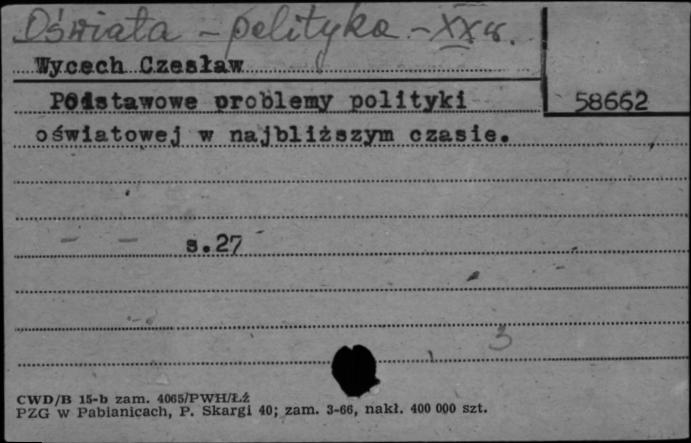 Oświata - polityka - XX w.
Wycech Czesław
Podstawowe problemy polityki
58662
oświatowej w najbliższym czasie.
- - s.27
3
CWD/B 15-b zam. 4065/PWH/Łź
PZG w Pabianicach, P. Skargi 40; zam. 3-66, nakł. 400 000 szt.